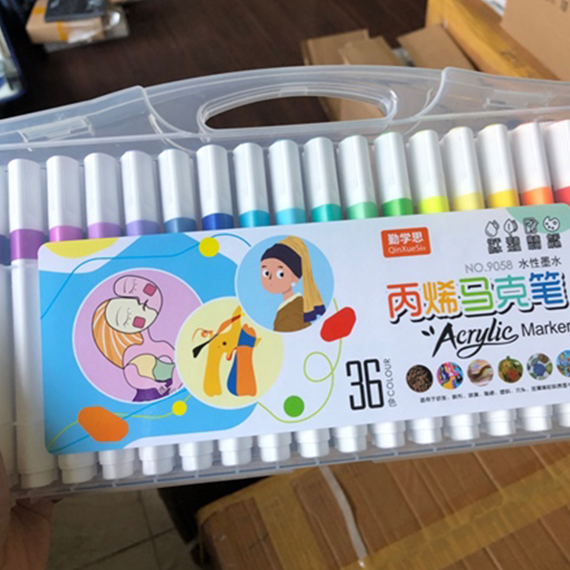 勤学思
QinXueSi
NO.9058 水性墨水
丙烯马克笔
Acrylic Marker
36
色
COLOUR